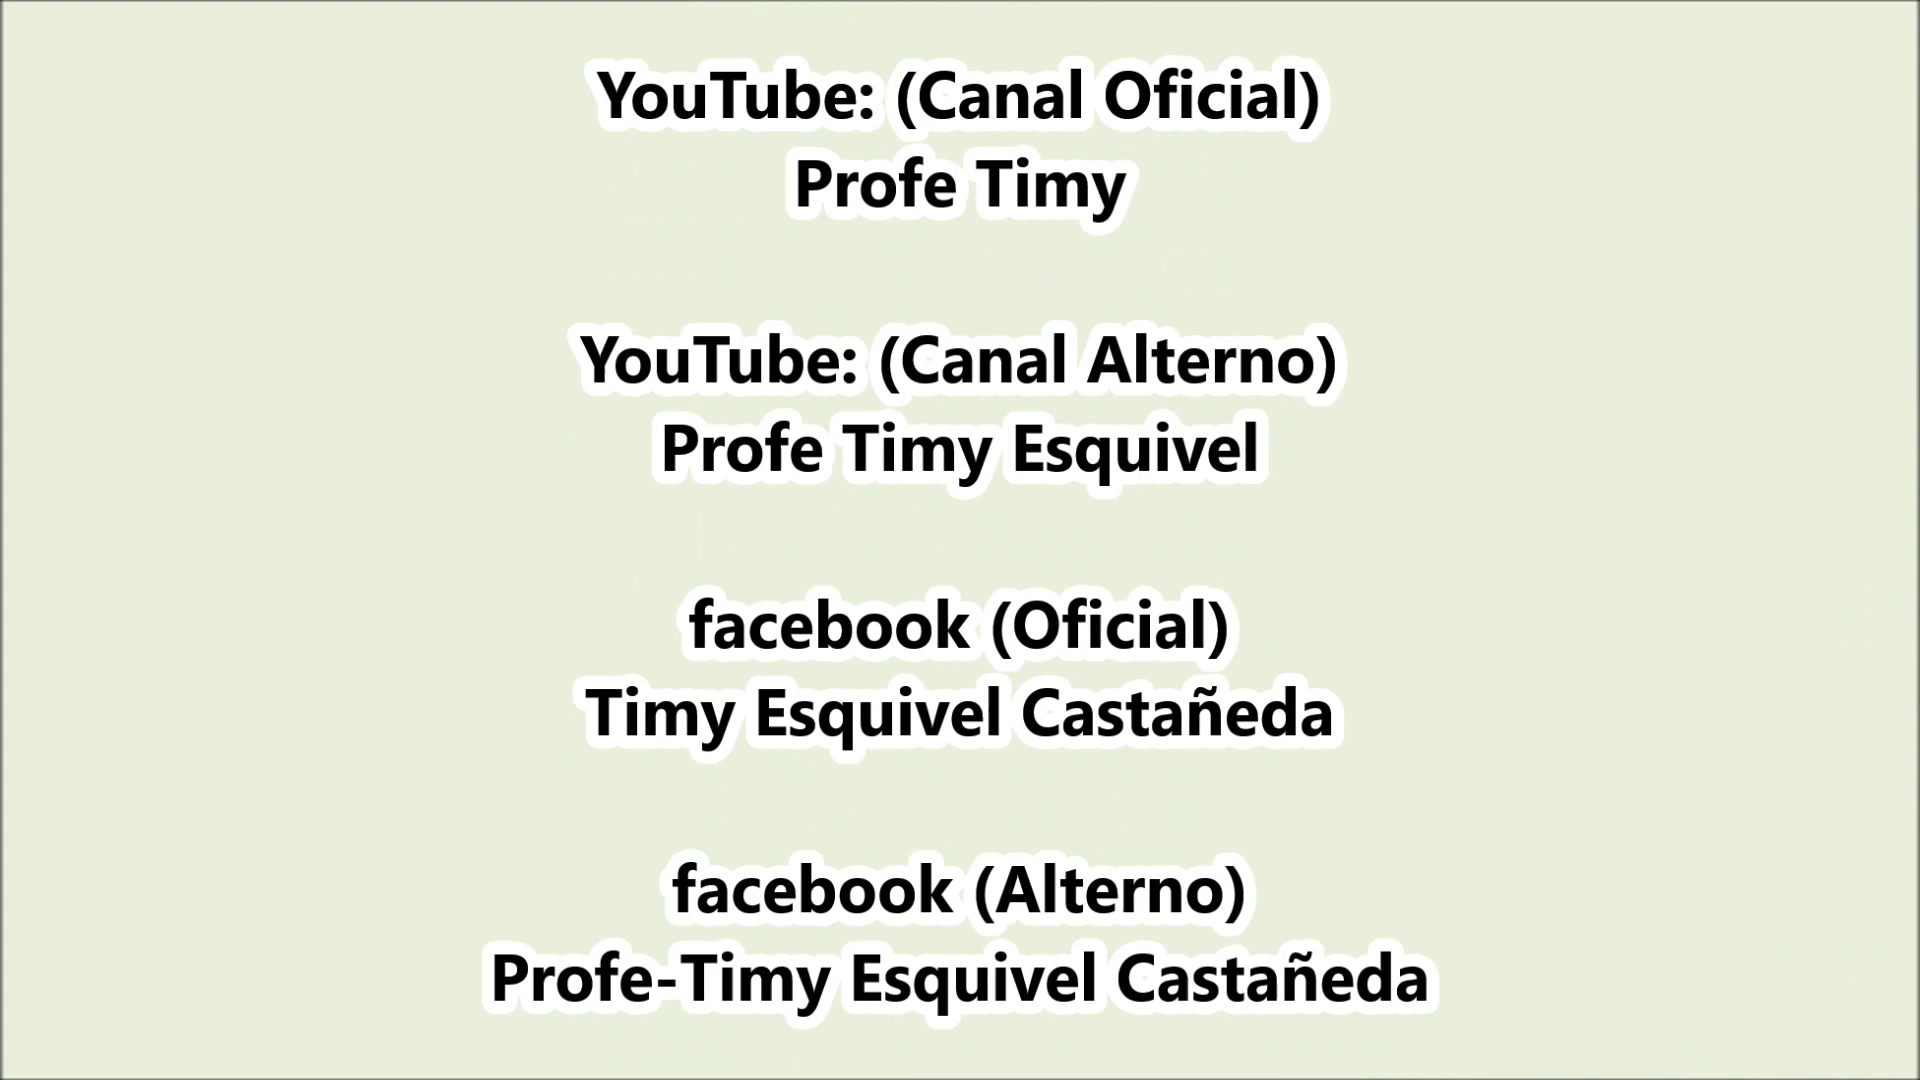 YouTube: (Canal Oficial)
Profe Timy
YouTube: (Canal Alterno)
Profe Timy Esquivel
facebook (Oficial)
Timy Esquivel Castañeda
facebook (Alterno)
Profe-Timy Esquivel Castañeda